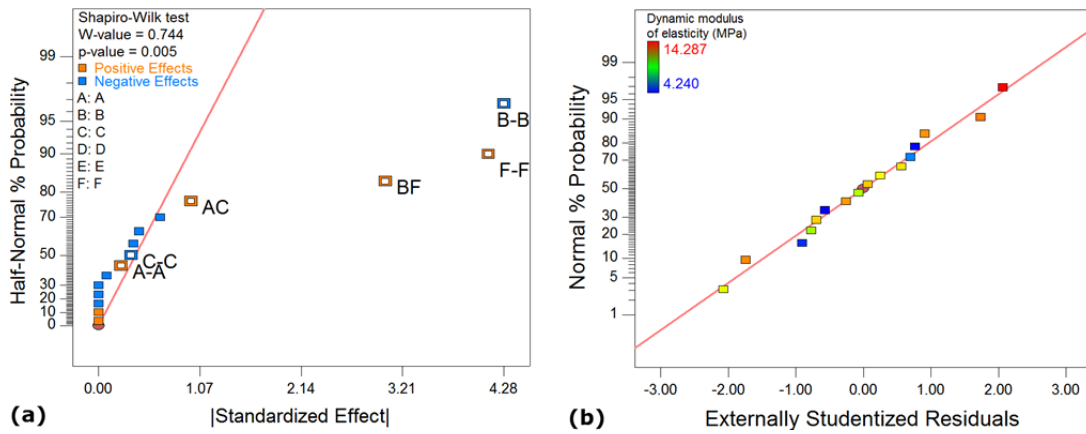 Shapiro-Wilk test
W-value = 0.744
p-value = 0.005
Positive Effects
Negative Effects
A: A
B: B
C: C
D: D
E: E
F: F
Half-Normal % Probability
99
95
90
80
70
50
30
20
10
0
B-B
F-F
BF
AC
C-C
A-A
0.00 1.07 2.14 3.21 4.28
|Standardized Effect|
(a)
Dynamic modulus
of elasticity (MPa)
14.287
4.240
Normal % Probability
99
95
80
70
50
30
20
10
5
1
-3.00 -2.00 -1.00 0.00 1.00 2.00 3.00
Externally Studentized Residuals
(b)